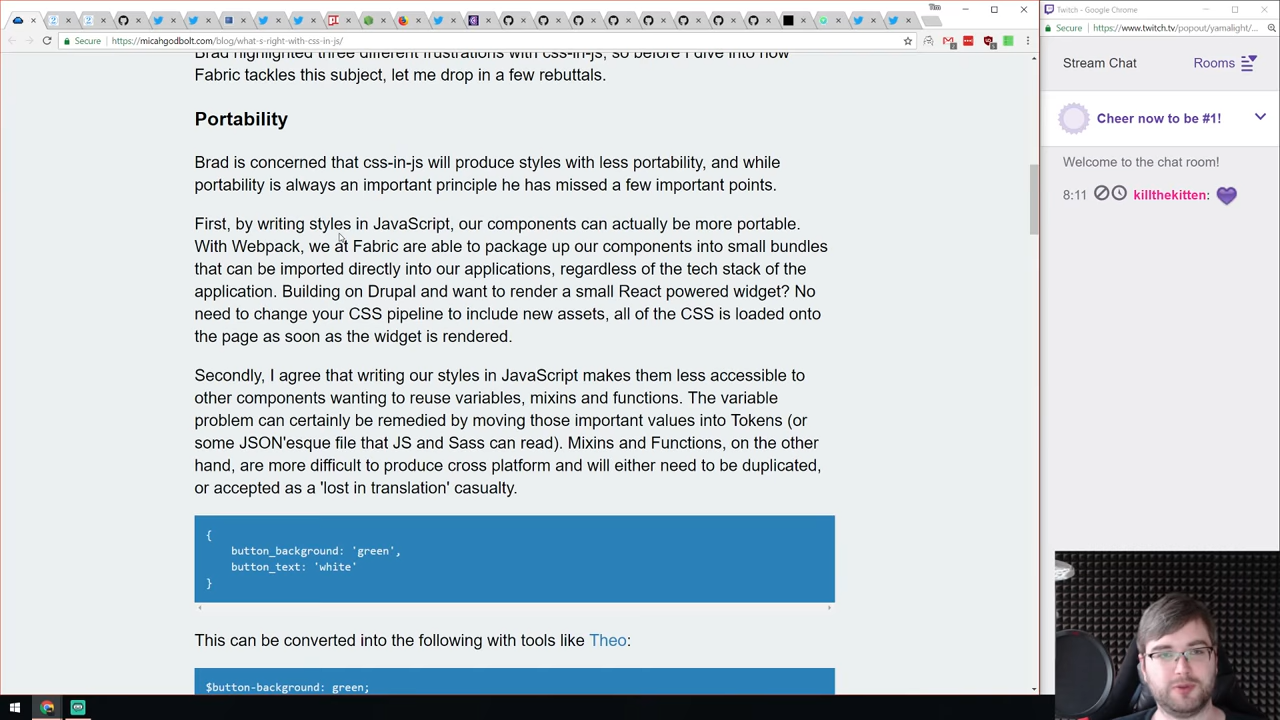 Tim
Secure
https://micahgodbolt.com/blog/what-s-right-with-css-in-js/
Brad highlighted three different frustrations with css-in-js, so before I dive into how
Fabric tackles this subject, let me drop in a few rebuttals.
Portability
Brad is concerned that css-in-js will produce styles with less portability, and while
portability is always an important principle he has missed a few important points.
First, by writing styles in JavaScript, our components can actually be more portable.
With Webpack, we at Fabric are able to package up our components into small bundles
that can be imported directly into our applications, regardless of the tech stack of the
application. Building on Drupal and want to render a small React powered widget? No
need to change your CSS pipeline to include new assets, all of the CSS is loaded onto
the page as soon as the widget is rendered.
Secondly, I agree that writing our styles in JavaScript makes them less accessible to
other components wanting to reuse variables, mixins and functions. The variable
problem can certainly be remedied by moving those important values into Tokens (or
some JSON'esque file that JS and Sass can read). Mixins and Functions, on the other
hand, are more difficult to produce cross platform and will either need to be duplicated,
or accepted as a 'lost in translation' casualty.
{
button_background: 'green',
button_text: 'white'
}
This can be converted into the following with tools like Theo:
$button-background: green;
Twitch - Google Chrome
Secure
https://www.twitch.tv/popout/yamalight/...
Stream Chat
Rooms
Cheer now to be #1!
Welcome to the chat room!
8:11 killthekitten: